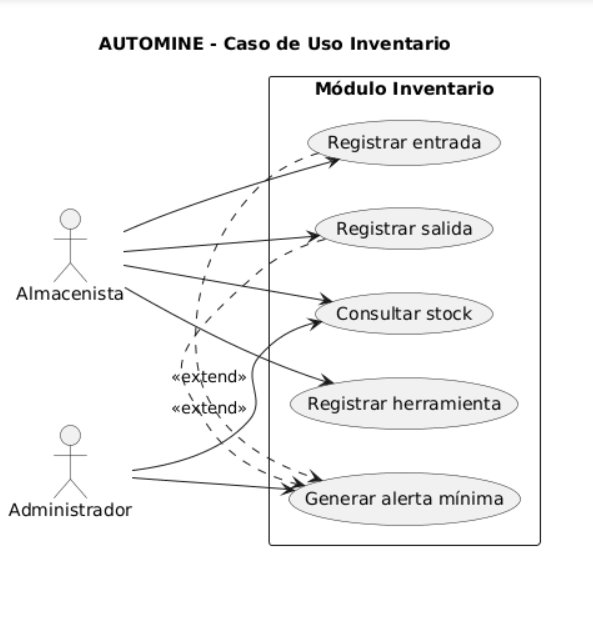 AUTOMINE - Caso de Uso Inventario
Módulo Inventario
Registrar entrada
Registrar salida
Almacenista
Consultar stock
«extend»
Registrar herramienta
«extend»
Generar alerta mínima
Administrador